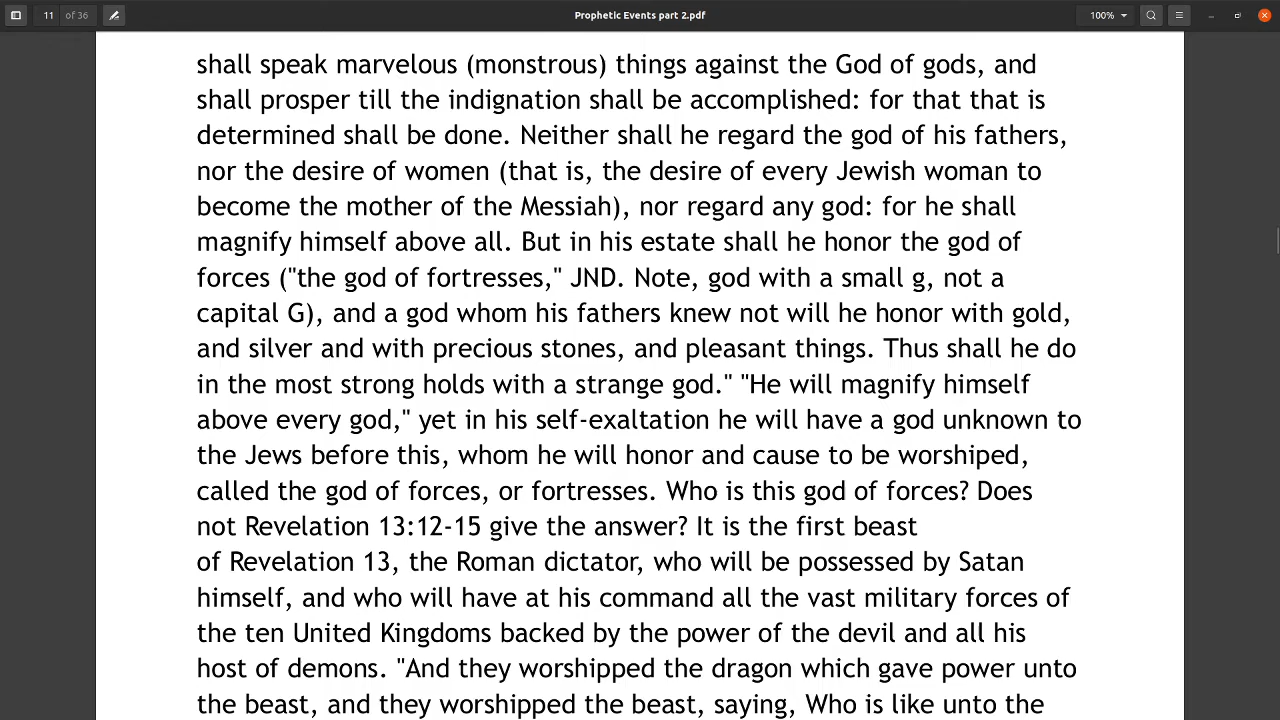 11 of 36
Prophetic Events part 2.pdf
100%
shall speak marvelous (monstrous) things against the God of gods, and
shall prosper till the indignation shall be accomplished: for that that is
determined shall be done. Neither shall he regard the god of his fathers,
nor the desire of women (that is, the desire of every Jewish woman to
become the mother of the Messiah), nor regard any god: for he shall
magnify himself above all. But in his estate shall he honor the god of
forces ("the god of fortresses," JND. Note, god with a small g, not a
capital G), and a god whom his fathers knew not will he honor with gold,
and silver and with precious stones, and pleasant things. Thus shall he do
in the most strong holds with a strange god." "He will magnify himself
above every god," yet in his self-exaltation he will have a god unknown to
the Jews before this, whom he will honor and cause to be worshiped,
called the god of forces, or fortresses. Who is this god of forces? Does
not Revelation 13:12-15 give the answer? It is the first beast
of Revelation 13, the Roman dictator, who will be possessed by Satan
himself, and who will have at his command all the vast military forces of
the ten United Kingdoms backed by the power of the devil and all his
host of demons. "And they worshipped the dragon which gave power unto
the beast, and they worshipped the beast, saying, Who is like unto the